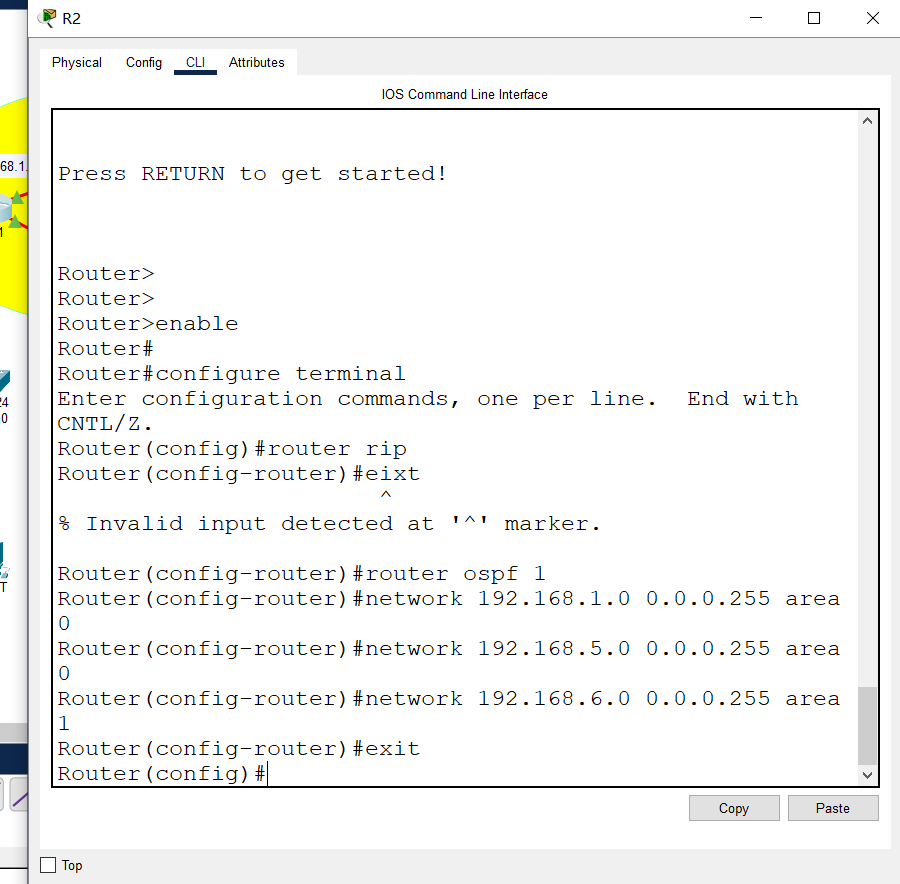 R2
Physical Config CLI Attributes
IOS Command Line Interface
68.1.
Press RETURN to get started!
1
Router>
Router>
Router>enable
Router#
Router#configure terminal
24
Enter configuration commands, one per line.  End with
0
CNTL/Z.
Router(config)#router rip
Router(config-router)#eixt
^
% Invalid input detected at '^' marker.
Router(config-router)#router ospf 1
T
Router(config-router)#network 192.168.1.0 0.0.0.255 area
0
Router(config-router)#network 192.168.5.0 0.0.0.255 area
0
Router(config-router)#network 192.168.6.0 0.0.0.255 area
1
Router(config-router)#exit
Router(config)#
Copy Paste
Top